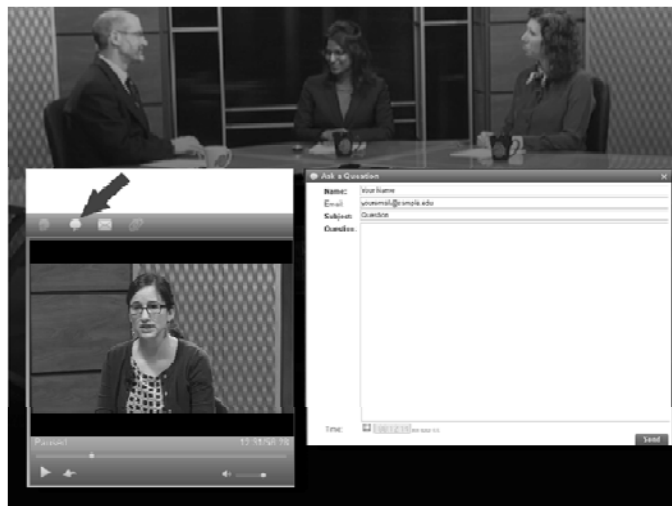 Ask a Question
Name: Your Name
Email: youremail@example.edu
Subject: Question
Question:
Paused
Time:
Send